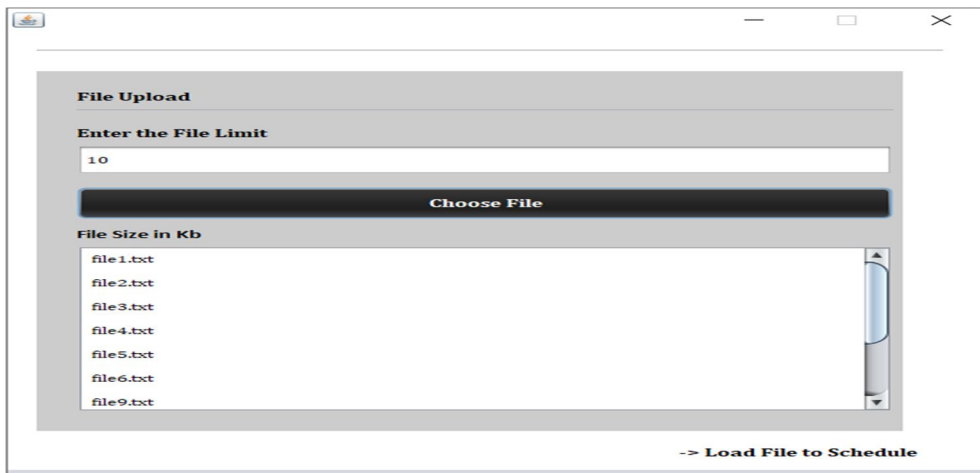 File Upload
Enter the File Limit
10
Choose File
File Size in Kb
file1.txt
file2.txt
file3.txt
file4.txt
file5.txt
file6.txt
file9.txt
-> Load File to Schedule